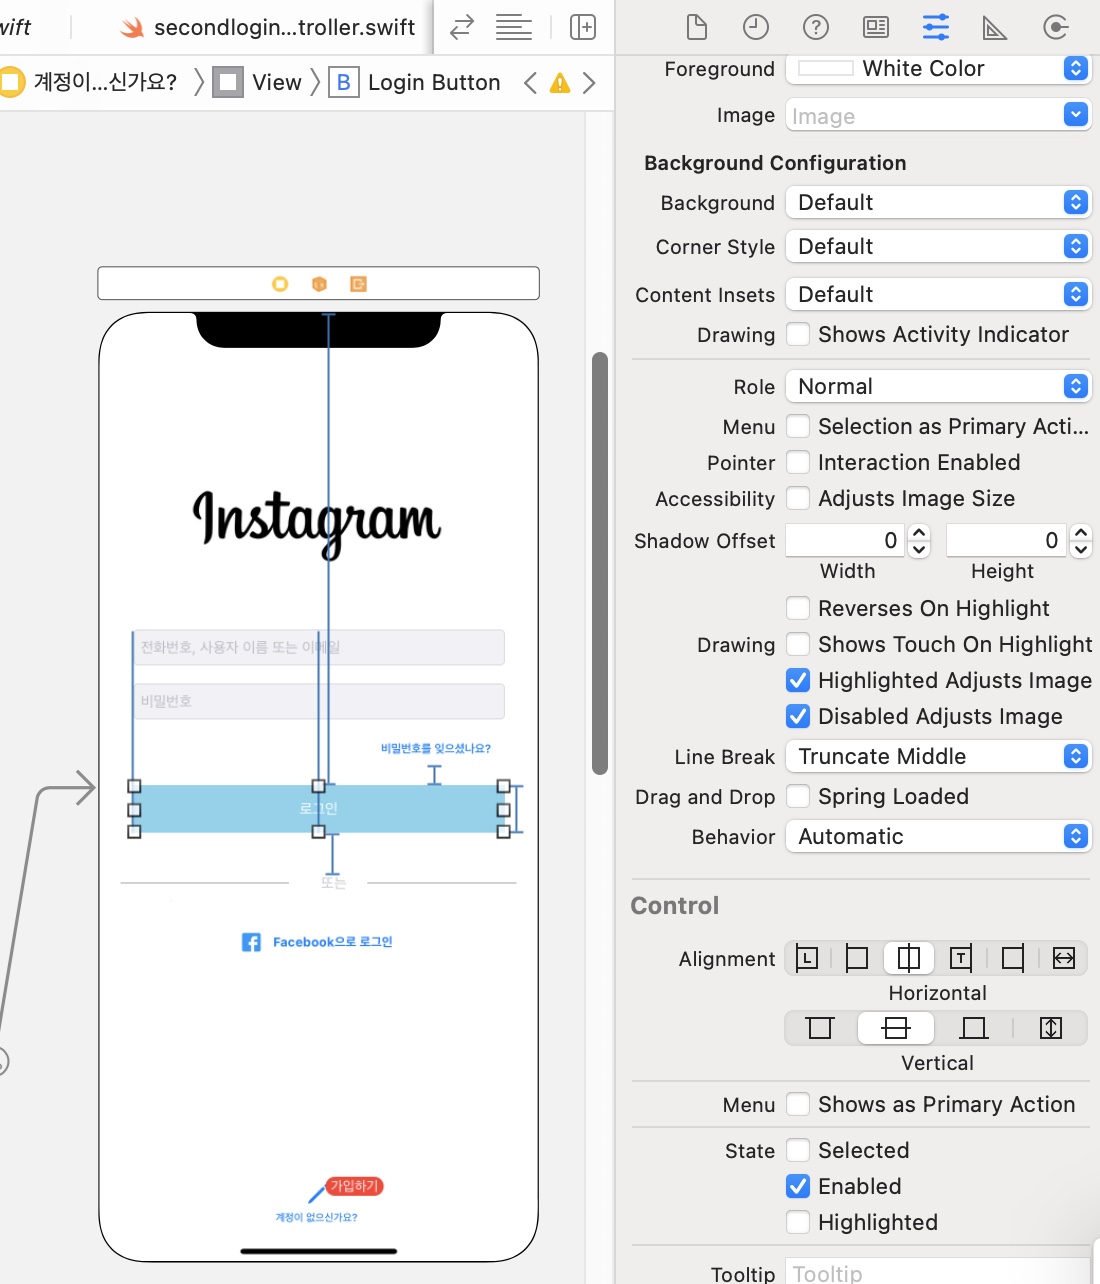 wift
secondlogin...troller.swift
계정이...신가요?
View
B
Login Button
Foreground
White Color
Image
Image
Background Configuration
Background
Default
Corner Style
Default
Content Insets
Default
Drawing
Shows Activity Indicator
Role
Normal
Menu
Selection as Primary Acti...
Pointer
Interaction Enabled
Accessibility
Adjusts Image Size
Shadow Offset
0
0
Width
Height
Reverses On Highlight
Drawing
Shows Touch On Highlight
Highlighted Adjusts Image
Disabled Adjusts Image
Line Break
Truncate Middle
Drag and Drop
Spring Loaded
Behavior
Automatic
Control
Alignment
L
T
Horizontal
Vertical
Menu
Shows as Primary Action
State
Selected
Enabled
Highlighted
Tooltip
Tooltip
Instagram
전화번호, 사용자 이름 또는 이메일
비밀번호
비밀번호를 잊으셨나요?
로그인
또는
Facebook으로 로그인
가입하기
계정이 없으신가요?